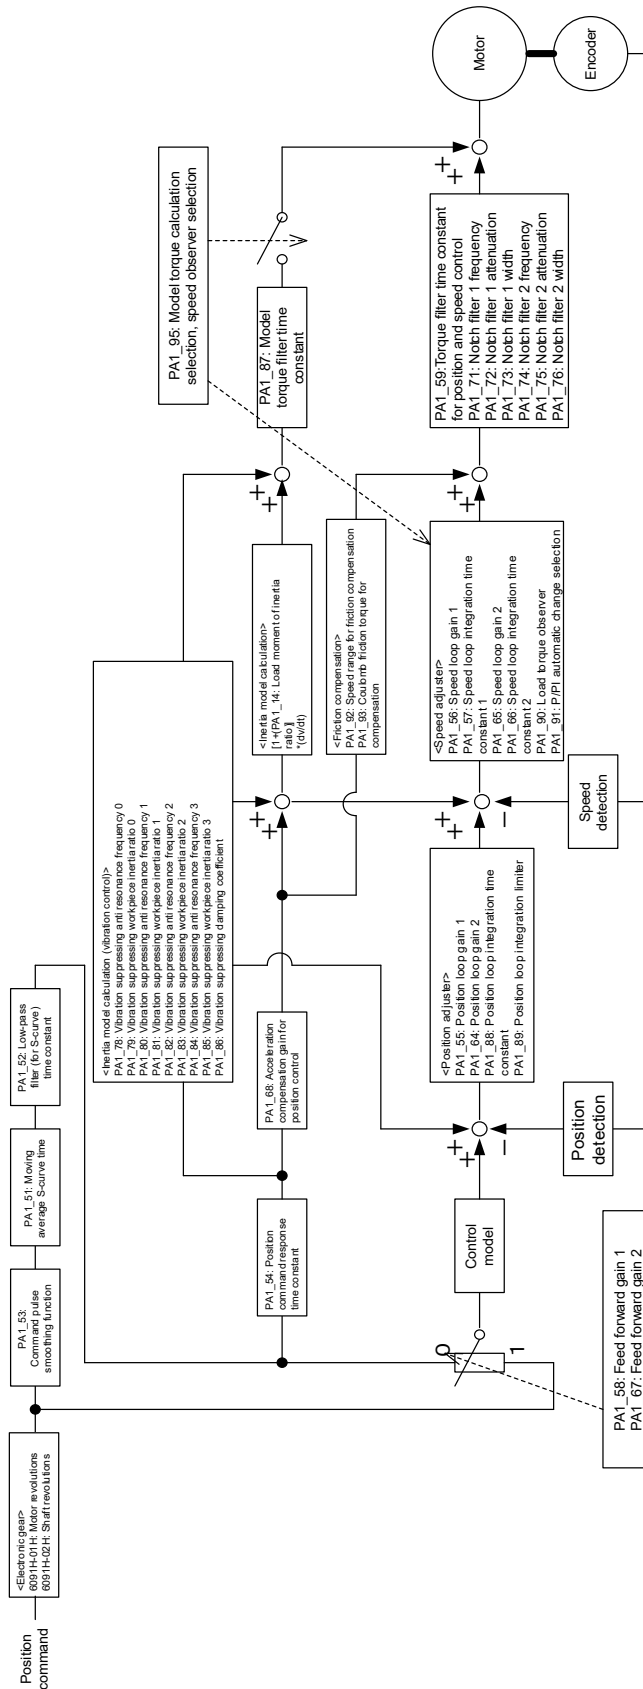 Position
command
<Electronic gear>
6091H-01H: Motor revolutions
6091H-02H: Shaft revolutions
PA1_53:
Command pulse
smoothing function
PA1_51: Moving
average S-curve time
PA1_52: Low-pass
filter (for S-curve)
time constant
<Inertia model calculation (vibration control)>
PA1_78: Vibration suppressing anti resonance frequency 0
PA1_79: Vibration suppressing workpiece inertia ratio 0
PA1_80: Vibration suppressing anti resonance frequency 1
PA1_81: Vibration suppressing workpiece inertia ratio 1
PA1_82: Vibration suppressing anti resonance frequency 2
PA1_83: Vibration suppressing workpiece inertia ratio 2
PA1_84: Vibration suppressing anti resonance frequency 3
PA1_85: Vibration suppressing workpiece inertia ratio 3
PA1_86: Vibration suppressing damping coefficient
PA1_95: Model torque calculation
selection, speed observer selection
PA1_54: Position
command response
time constant
PA1_68: Acceleration
compensation gain for
position control
+
+
<Inertia model calculation>
[1+(PA1_14: Load moment of inertia
ratio)]
*(dv/dt)
+
+
PA1_87: Model
torque filter time
constant
<Friction compensation>
PA1_92: Speed range for friction compensation
PA1_93: Coulomb friction torque for
compensation
0
1
Control
model
+
+
−
<Position adjuster>
PA1_55: Position loop gain 1
PA1_64: Position loop gain 2
PA1_88: Position loop integration time
constant
PA1_89: Position loop integration limiter
+
+
−
<Speed adjuster>
PA1_56: Speed loop gain 1
PA1_57: Speed loop integration time
constant 1
PA1_65: Speed loop gain 2
PA1_66: Speed loop integration time
constant 2
PA1_90: Load torque observer
PA1_91: P/PI automatic change selection
+
+
PA1_59:Torque filter time constant
for position and speed control
PA1_71: Notch filter 1 frequency
PA1_72: Notch filter 1 attenuation
PA1_73: Notch filter 1 width
PA1_74: Notch filter 2 frequency
PA1_75: Notch filter 2 attenuation
PA1_76: Notch filter 2 width
+
+
Motor
Encoder
Position
detection
Speed
detection
PA1_58: Feed forward gain 1
PA1_67: Feed forward gain 2